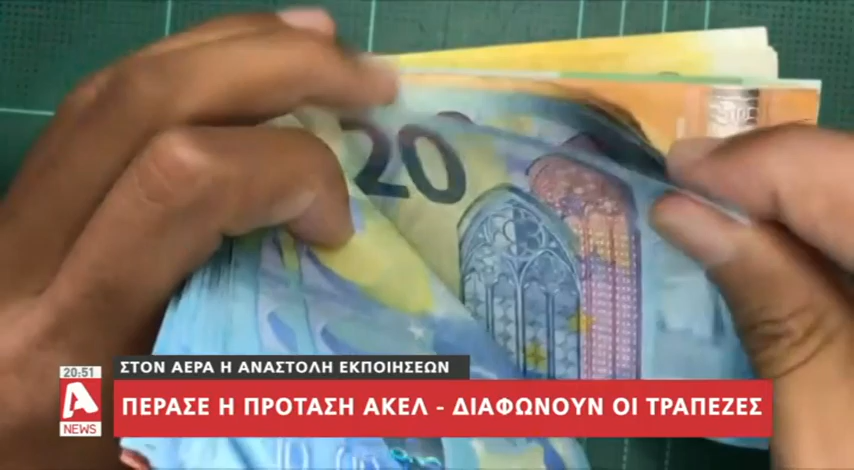 20
ΣΤΟΝ ΑΕΡΑ Η ΑΝΑΣΤΟΛΗ ΕΚΠΟΙΗΣΕΩΝ
20:51
A
NEWS
ΠΕΡΑΣΕ Η ΠΡΟΤΑΣΗ ΑΚΕΛ - ΔΙΑΦΩΝΟΥΝ ΟΙ ΤΡΑΠΕΖΕΣ